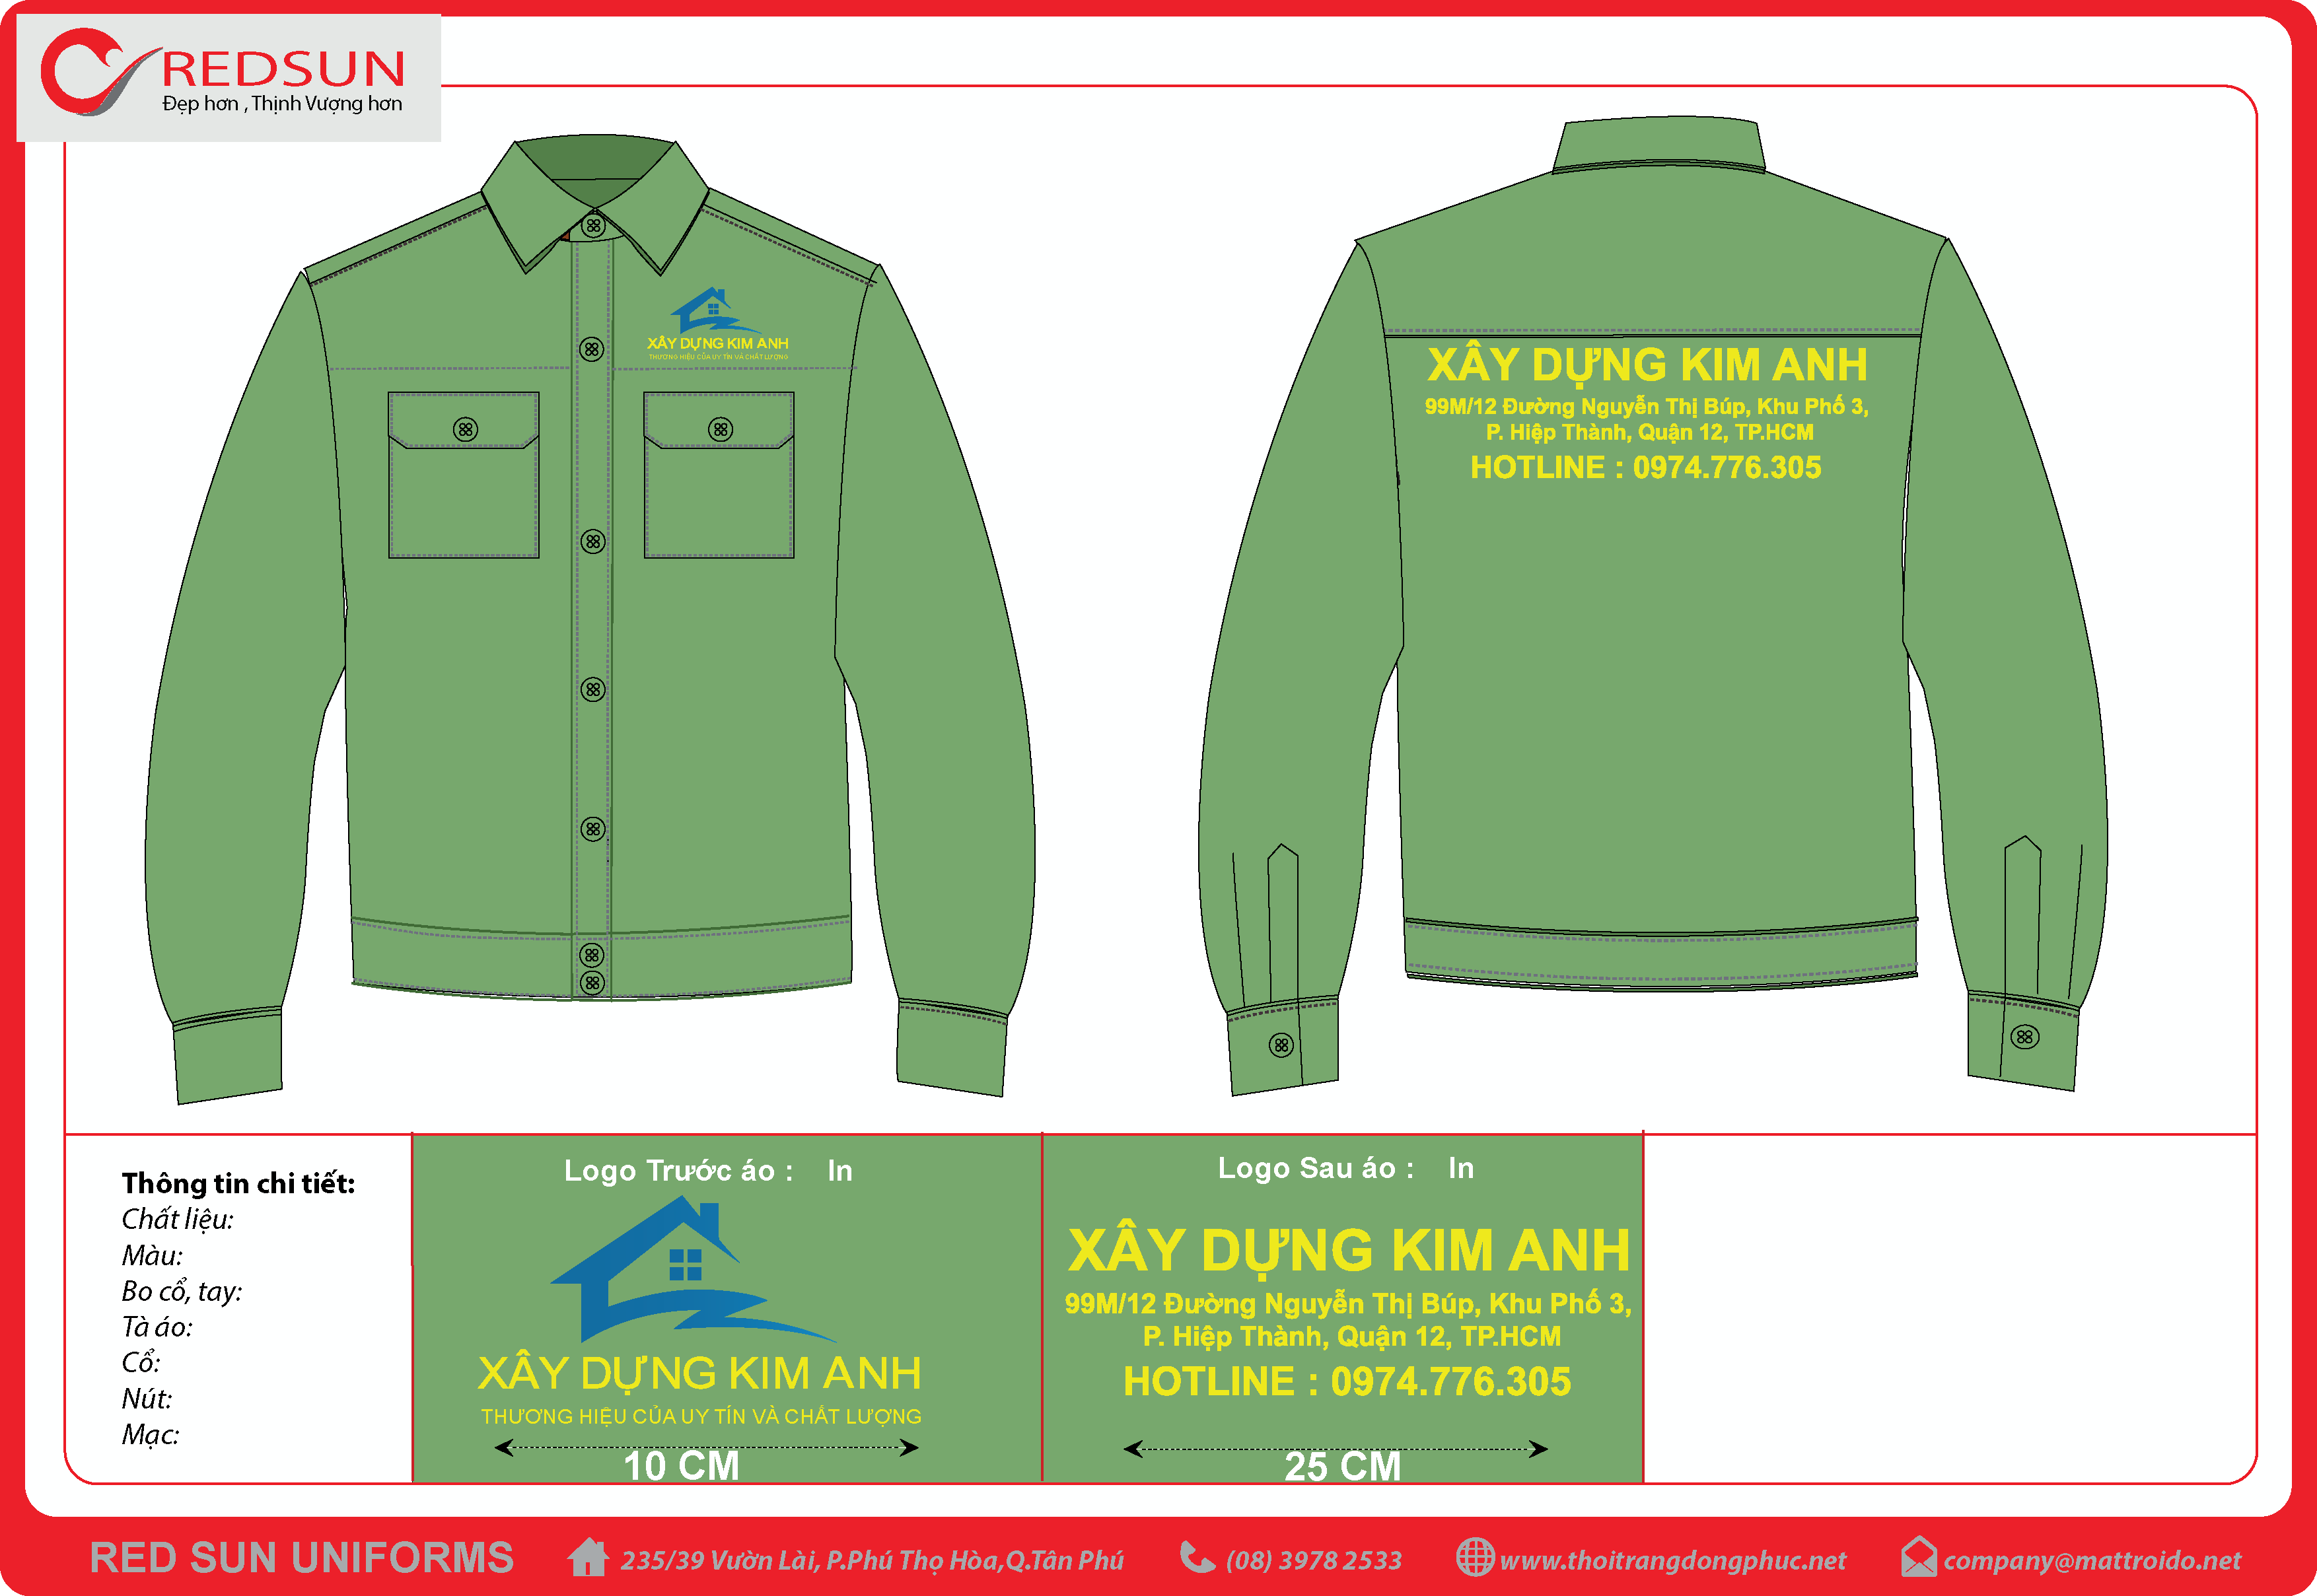 REDSUN
Đẹp hơn , Thịnh Vượng hơn
XÂY DỰNG KIM ANH
THƯƠNG HIỆU CỦA UY TÍN VÀ CHẤT LƯỢNG
XÂY DỰNG KIM ANH
99M/12 Đường Nguyễn Thị Búp, Khu Phố 3,
P. Hiệp Thành, Quận 12, TP.HCM
HOTLINE : 0974.776.305
Thông tin chi tiết:
Chất liệu:
Màu:
Bo cổ, tay:
Tà áo:
Cổ:
Nút:
Mạc:
Logo Trước áo : In
XÂY DỰNG KIM ANH
THƯƠNG HIỆU CỦA UY TÍN VÀ CHẤT LƯỢNG
10 CM
Logo Sau áo : In
XÂY DỰNG KIM ANH
99M/12 Đường Nguyễn Thị Búp, Khu Phố 3,
P. Hiệp Thành, Quận 12, TP.HCM
HOTLINE : 0974.776.305
25 CM
RED SUN UNIFORMS
235/39 Vườn Lài, P.Phú Thọ Hòa,Q.Tân Phú
(08) 3978 2533
www.thoitrangdongphuc.net
company@mattroido.net